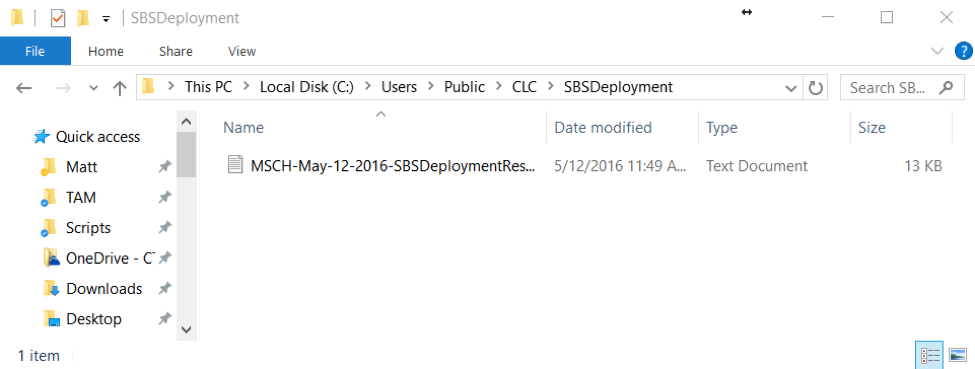 SBSDeployment
File Home Share View
This PC > Local Disk (C:) > Users > Public > CLC > SBSDeployment
Search SB...
Name Date modified Type Size
Quick access
MSCH-May-12-2016-SBSDeploymentRes... 5/12/2016 11:49 A... Text Document 13 KB
Matt
TAM
Scripts
OneDrive - CT
Downloads
Desktop
1 item